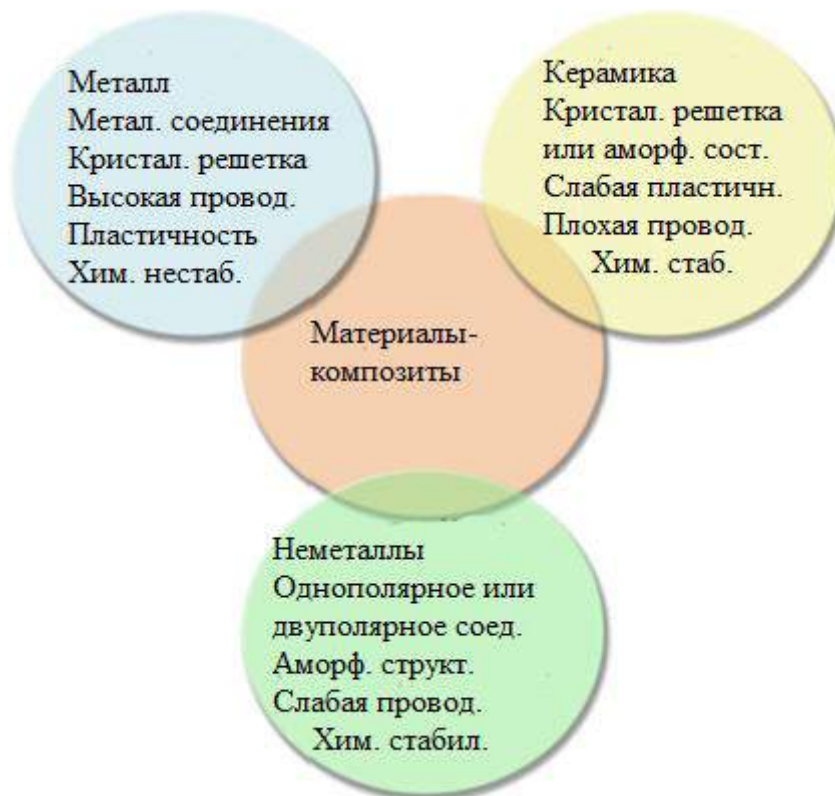 Металл
Метал. соединения
Кристал. решетка
Высокая провод.
Пластичность
Хим. нестаб.
Керамика
Кристал. решетка
или аморф. сост.
Слабая пластичн.
Плохая провод.
Хим. стаб.
Материалы-
композиты
Неметаллы
Однополярное или
двуполярное соед.
Аморф. структ.
Слабая провод.
Хим. стабил.